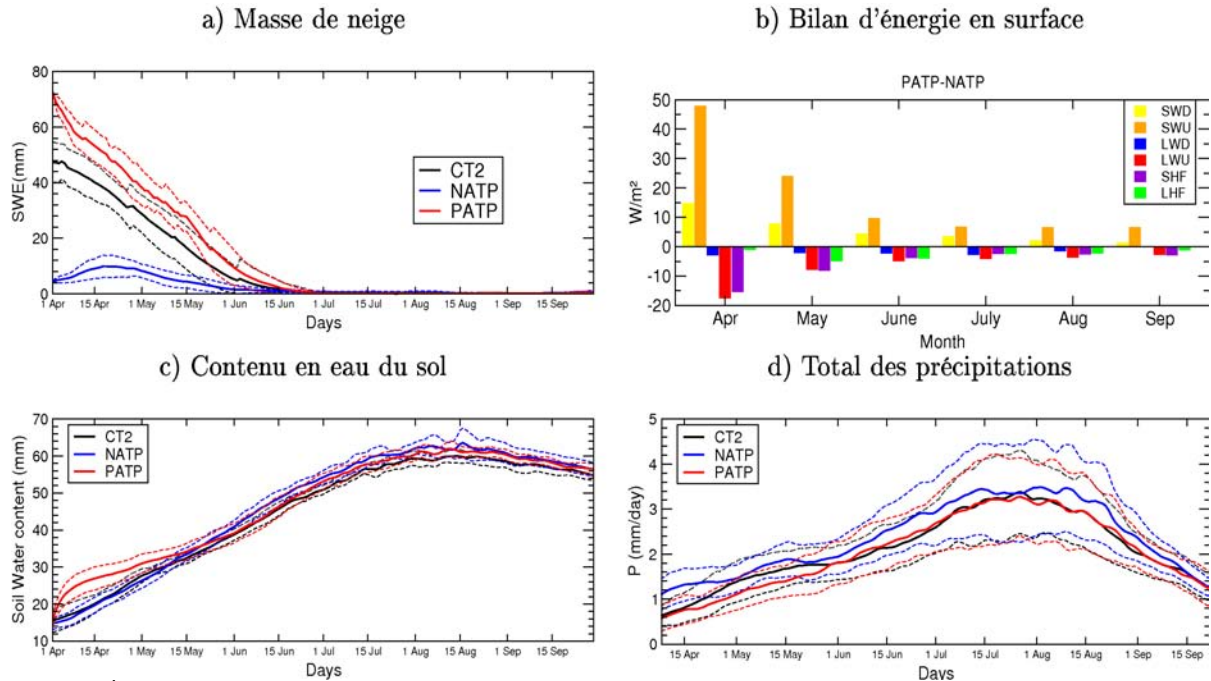 a) Masse de neige
b) Bilan d'énergie en surface
80
60
40
20
0
SWE(mm)
CT2
NATP
PATP
1 Apr 15 Apr 1 May 15 May 1 Jun 15 Jun 1 Jul 15 Jul 1 Aug 15 Aug 1 Sep 15 Sep
Days
PATP-NATP
50
40
30
20
10
0
-10
-20
W/m²
SWD
SWU
LWD
LWU
SHF
LHF
Apr May June July Aug Sep
Month
c) Contenu en eau du sol
d) Total des précipitations
70
60
50
40
30
20
10
Soil Water content (mm)
CT2
NATP
PATP
1 Apr 15 Apr 1 May 15 May 1 Jun 15 Jun 1 Jul 15 Jul 1 Aug 15 Aug 1 Sep 15 Sep
Days
5
4
3
2
1
0
P (mm/day)
CT2
NATP
PATP
15 Apr 1 May 15 May 1 Jun 15 Jun 1 Jul 15 Jul 1 Aug 15 Aug 1 Sep 15 Sep
Days